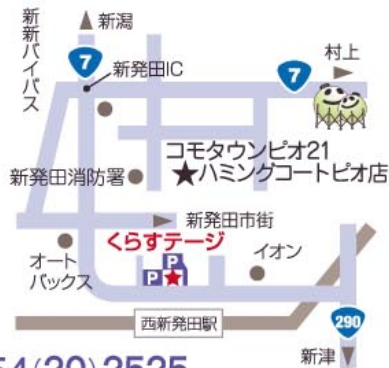 新潟
新新バイパス
7
新発田IC
7
村上
コモタウンピオ21
★ハミングコートピオ店
新発田消防署
新発田市街
くらすテージ
オート
バックス
P
P
イオン
西新発田駅
290
新津
54(20)2525